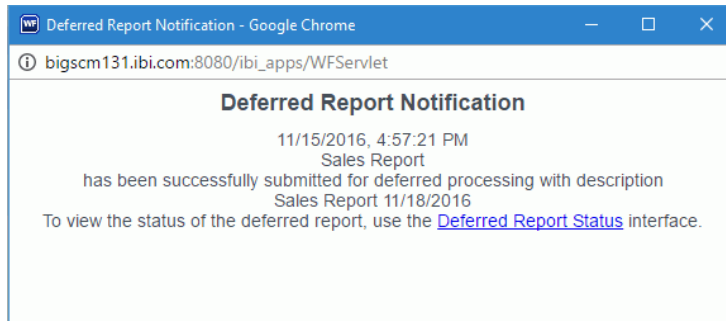 WF Deferred Report Notification - Google Chrome
bigscm131.ibi.com:8080/ibi_apps/WFServlet
Deferred Report Notification
11/15/2016, 4:57:21 PM
Sales Report
has been successfully submitted for deferred processing with description
Sales Report 11/18/2016
To view the status of the deferred report, use the Deferred Report Status interface.